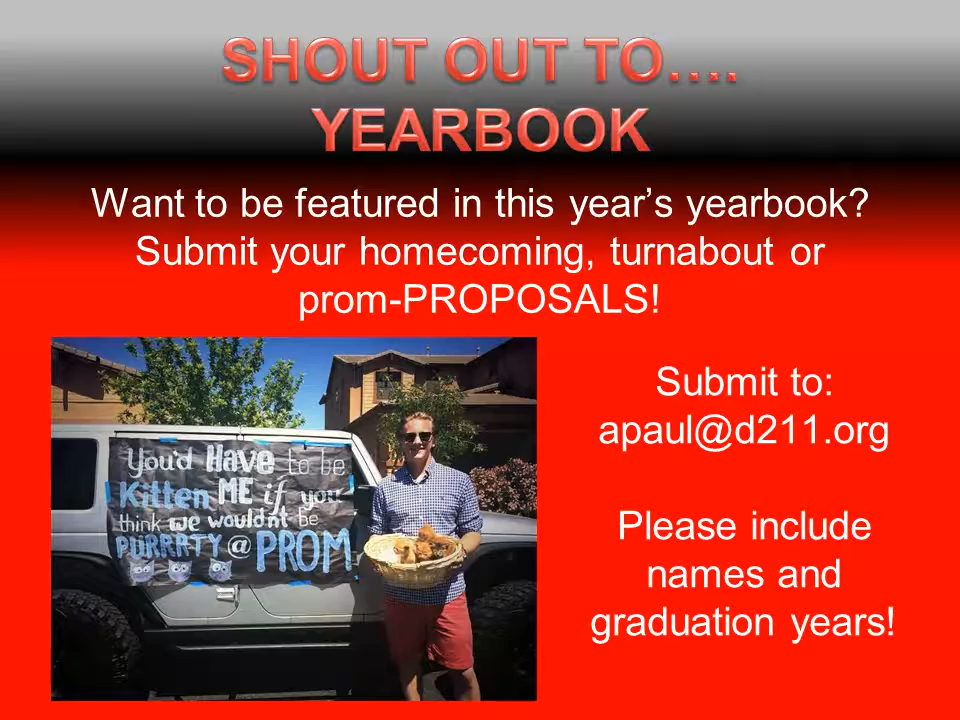 SHOUT OUT TO….
YEARBOOK
Want to be featured in this year’s yearbook?
Submit your homecoming, turnabout or
prom-PROPOSALS!
You'd HAVE to be
Kitten ME if you
think we wouldnt be
PURRRTY @ PROM
Submit to:
apaul@d211.org
Please include
names and
graduation years!